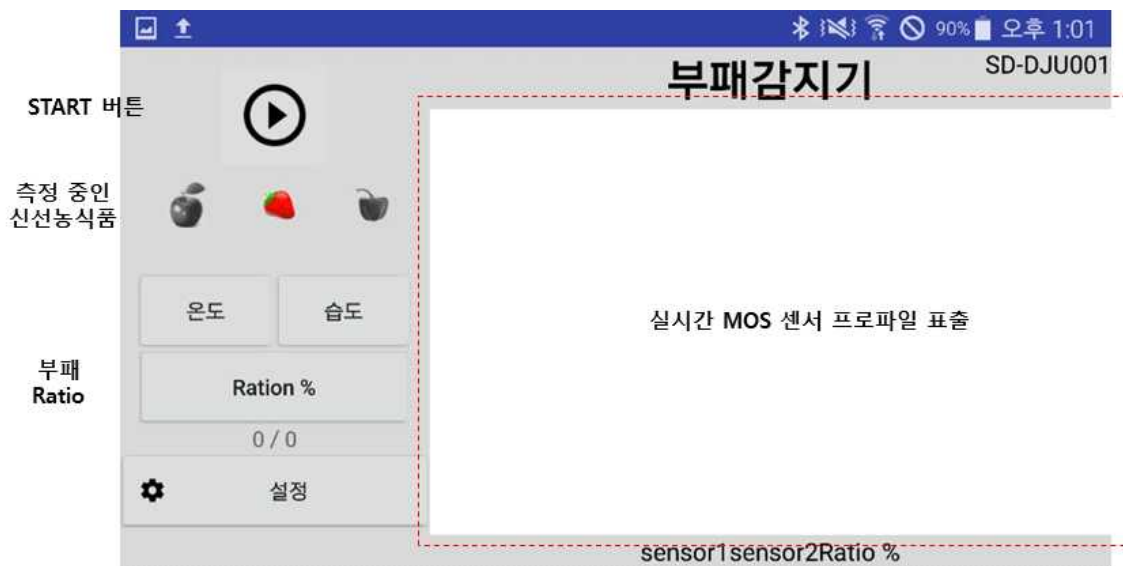 90% 오후 1:01
부패감지기
SD-DJU001
START 버튼
측정 중인
신선농식품
온도
습도
실시간 MOS 센서 프로파일 표출
부패
Ratio
Ration %
0 / 0
설정
sensor1sensor2Ratio %